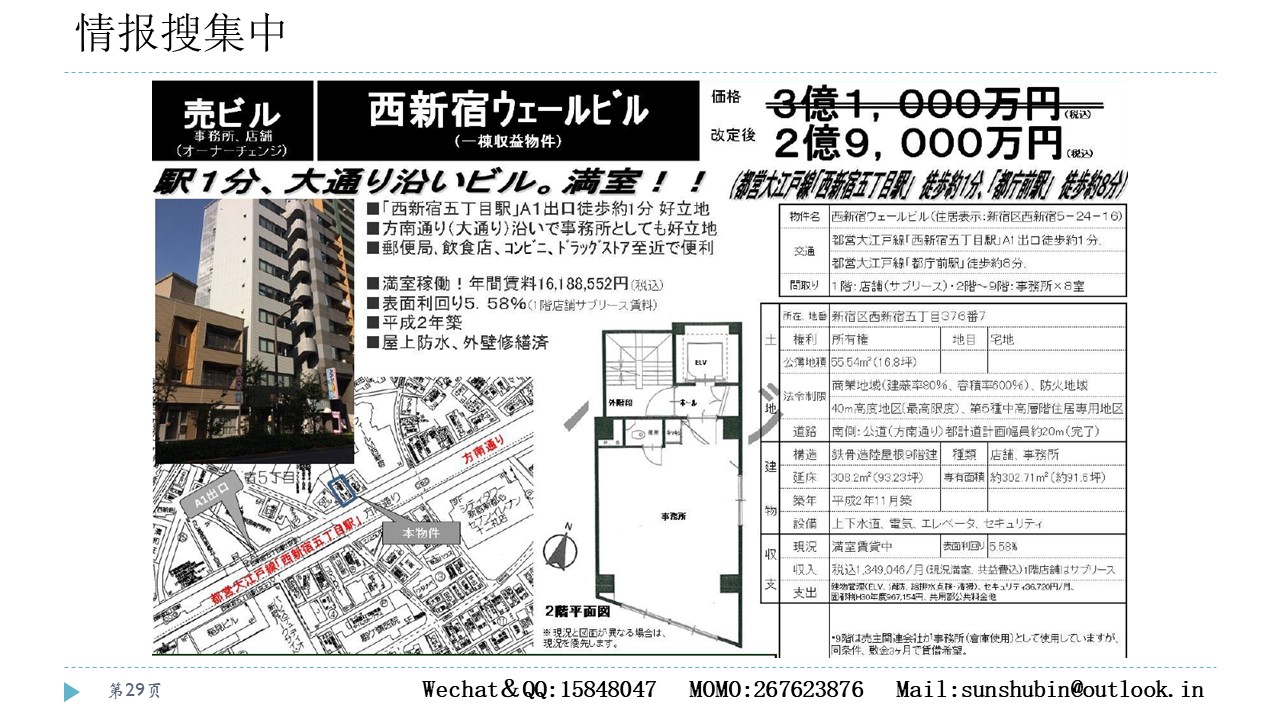 情报搜集中
売ビル
事務所、店舗
(オーナーチェンジ)
西新宿ウェールビル
(一棟収益物件)
価格
3億1,000万円(税込)
改定後
2億9,000万円(税込)
駅1分、大通り沿いビル。満室!!
(都営大江戸線「西新宿五丁目駅」 徒歩約1分、「都庁前駅」 徒歩約8分)
■「西新宿五丁目駅」A1出口徒歩約1分 好立地
■方南通り(大通り)沿いで事務所としても好立地
■郵便局、飲食店、コンビニ、ドラッグストア至近で便利
■満室稼働!年間賃料16,188,552円(税込)
■表面利回り5.58%(1階店舗サブリース賃料)
■平成2年築
■屋上防水、外壁修繕済
物件名 西新宿ウェールビル(住居表示:新宿区西新宿5-24-16)
交通 都営大江戸線「西新宿五丁目駅」A1出口徒歩約1分、
都営大江戸線「都庁前駅」徒歩約8分、
間取り 1階:店舗(サブリース)・2階~9階:事務所×8室
土地
所在、地番 新宿区西新宿五丁目376番7
権利 所有権 地目 宅地
公簿地積 55.54㎡(16.8坪)
法令制限 商業地域(建蔽率80%、容積率600%)、防火地域
40m高度地区(最高限度)、第5種中高層階住居専用地区
道路 南側:公道(方南通り)都計道計画幅員約20m(完了)
建物
構造 鉄骨造陸屋根9階建 種類 店舗、事務所
延床 308.2㎡(93.23坪) 専有面積 約302.71㎡(約91.6坪)
築年 平成2年11月築
設備 上下水道、電気、エレベータ、セキュリティ
収支
現況 満室賃貸中 表面利回り 5.58%
収入 税込1,349,046/月(現況満室、共益費込)1階店舗はサブリース
支出 建物管理(ELV、消防、給排水点検・清掃)、セキュリティ36,720円/月、
固都税H30年度967,154円、共用部公共料金他
*9階は売主関連会社が事務所(倉庫使用)として使用していますが、
同条件、敷金3ヶ月で賃借希望。
ELV
外階段
ホール
事務所
N
2階平面図
※現況と図面が異なる場合は、
現況を優先します。
方南通り
A1出口
本物件
都営大江戸線「西新宿五丁目駅」
第29页
Wechat&QQ:15848047 MOMO:267623876 Mail:sunshubin@outlook.in